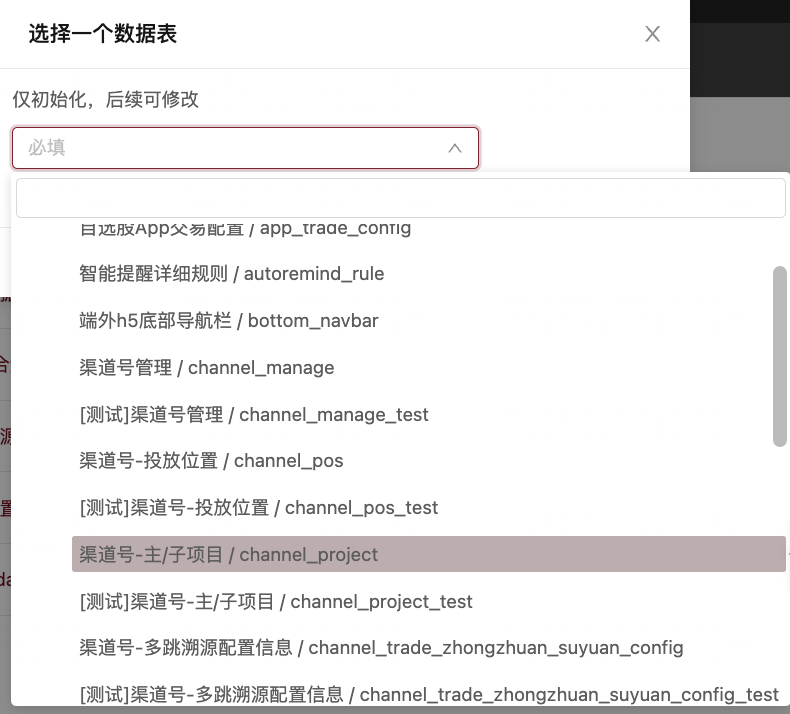 选择一个数据表
仅初始化，后续可修改
必填
自选股App交易配置 / app_trade_config
智能提醒详细规则 / autoremind_rule
端外h5底部导航栏 / bottom_navbar
渠道号管理 / channel_manage
[测试]渠道号管理 / channel_manage_test
渠道号-投放位置 / channel_pos
[测试]渠道号-投放位置 / channel_pos_test
渠道号-主/子项目 / channel_project
[测试]渠道号-主/子项目 / channel_project_test
渠道号-多跳溯源配置信息 / channel_trade_zhongzhuan_suyuan_config
[测试]渠道号-多跳溯源配置信息 / channel_trade_zhongzhuan_suyuan_config_test